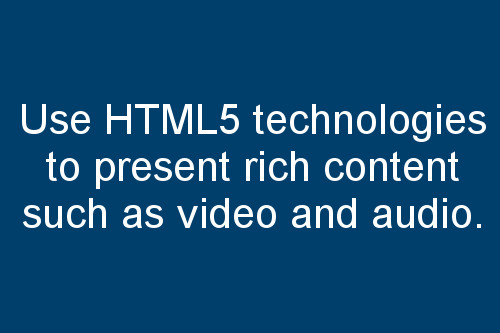 Use HTML5 technologies
to present rich content
such as video and audio.